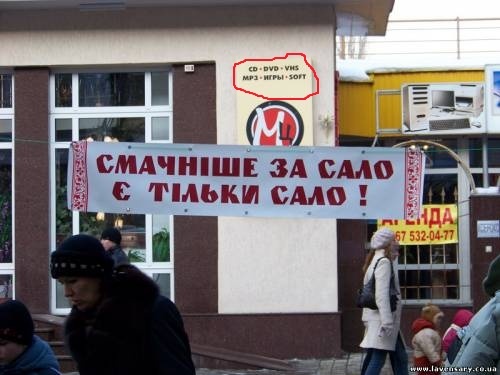 CD • DVD • VHS
MP3 • ИГРЫ • SOFT
СМАЧНІШЕ ЗА САЛО
Є ТІЛЬКИ САЛО !
АРЕНДА
67 532-04-77
www.lavensary.co.ua